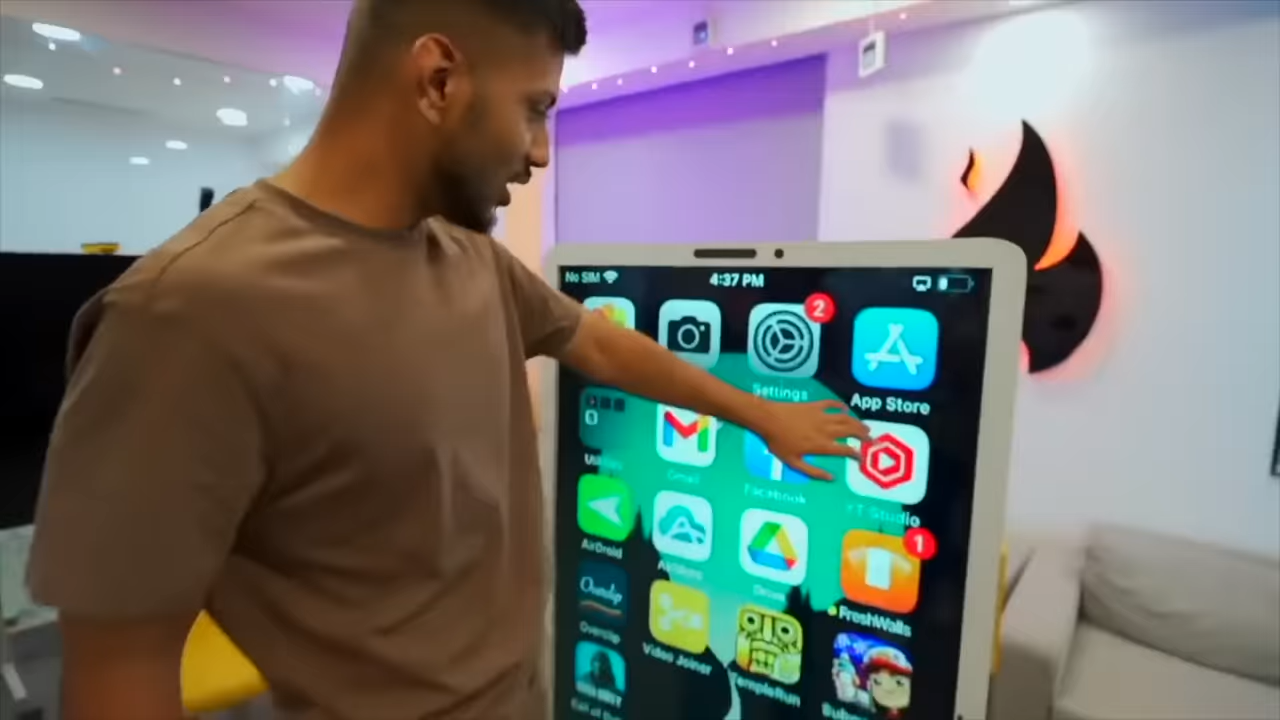 No SIM 4:37 PM
2
Settings
App Store
Gmail
Facebook
YT Studio
1
AirDroid
Drive
FreshWalls
Overclip
Video Joiner
TempleRun